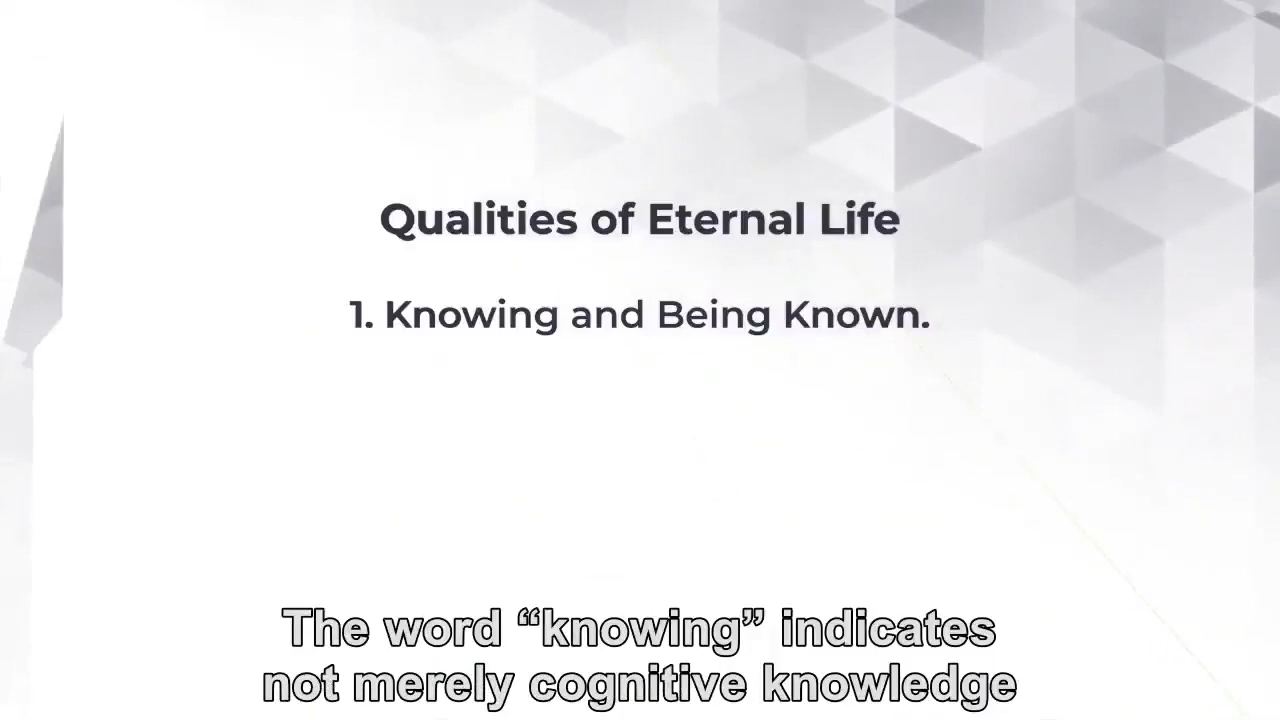 Qualities of Eternal Life
1. Knowing and Being Known.
The word “knowing” indicates
not merely cognitive knowledge